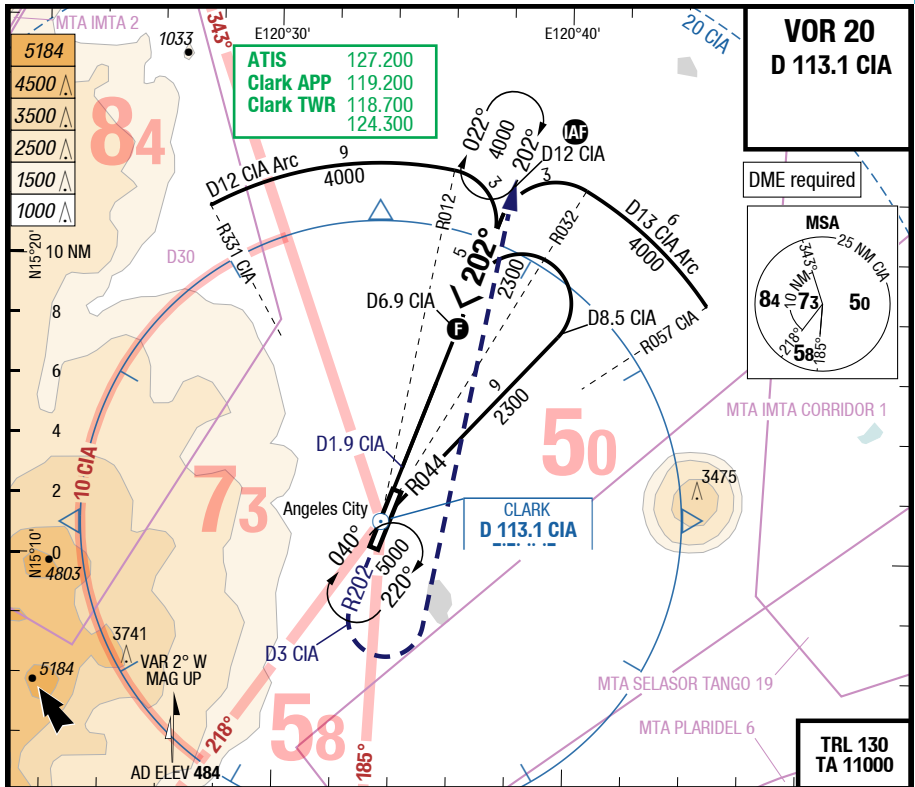 MTA IMTA 2
1033
343°
E120°30'
E120°40'
20 CIA
VOR 20
D 113.1 CIA
5184
4500
3500
2500
1500
1000
84
ATIS 127.200
Clark APP 119.200
Clark TWR 118.700
124.300
022°
4000
202°
IAF
D12 CIA
3
3
D12 CIA Arc
9
4000
R012
R032
6
D13 CIA Arc
4000
DME required
MSA
25 NM CIA
343°
10 NM
84
73
50
218°
58
185°
N15°20'
10 NM
D30
R331 CIA
5
202°
2300
D6.9 CIA
F
D8.5 CIA
R057 CIA
8
6
4
2
0
9
2300
MTA IMTA CORRIDOR 1
D1.9 CIA
50
10 CIA
73
R044
3475
Angeles City
CLARK
D 113.1 CIA
N15°10'
4803
040°
5000
220°
R202
3741
D3 CIA
5184
VAR 2° W
MAG UP
MTA SELASOR TANGO 19
MTA PLARIDEL 6
218°
58
185°
AD ELEV 484
TRL 130
TA 11000